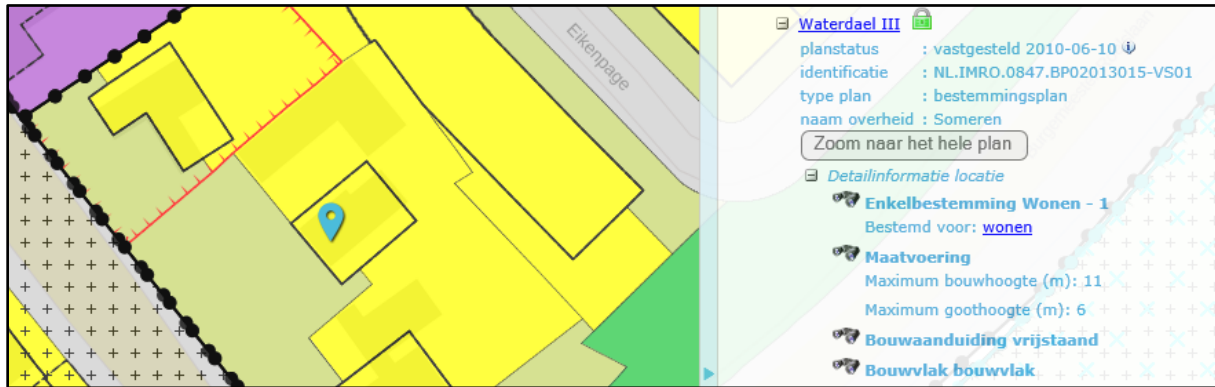 Eikenpage
Waterdael III
planstatus : vastgesteld 2010-06-10
identificatie : NL.IMRO.0847.BP02013015-VS01
type plan : bestemmingsplan
naam overheid : Someren
Zoom naar het hele plan
Detailinformatie locatie
Enkelbestemming Wonen - 1
Bestemd voor: wonen
Maatvoering
Maximum bouwhoogte (m): 11
Maximum goothoogte (m): 6
Bouwaanduiding vrijstaand
Bouwvlak bouwvlak